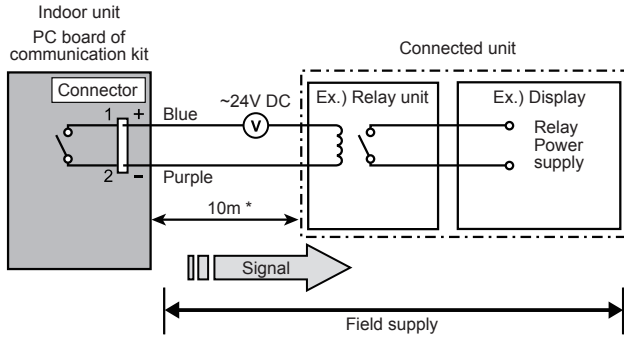 Indoor unit
PC board of
communication kit
Connected unit
Connector
1 +
Blue
~24V DC
V
Ex.) Relay unit
Ex.) Display
Relay
Power
supply
2 -
Purple
10m *
Signal
Field supply